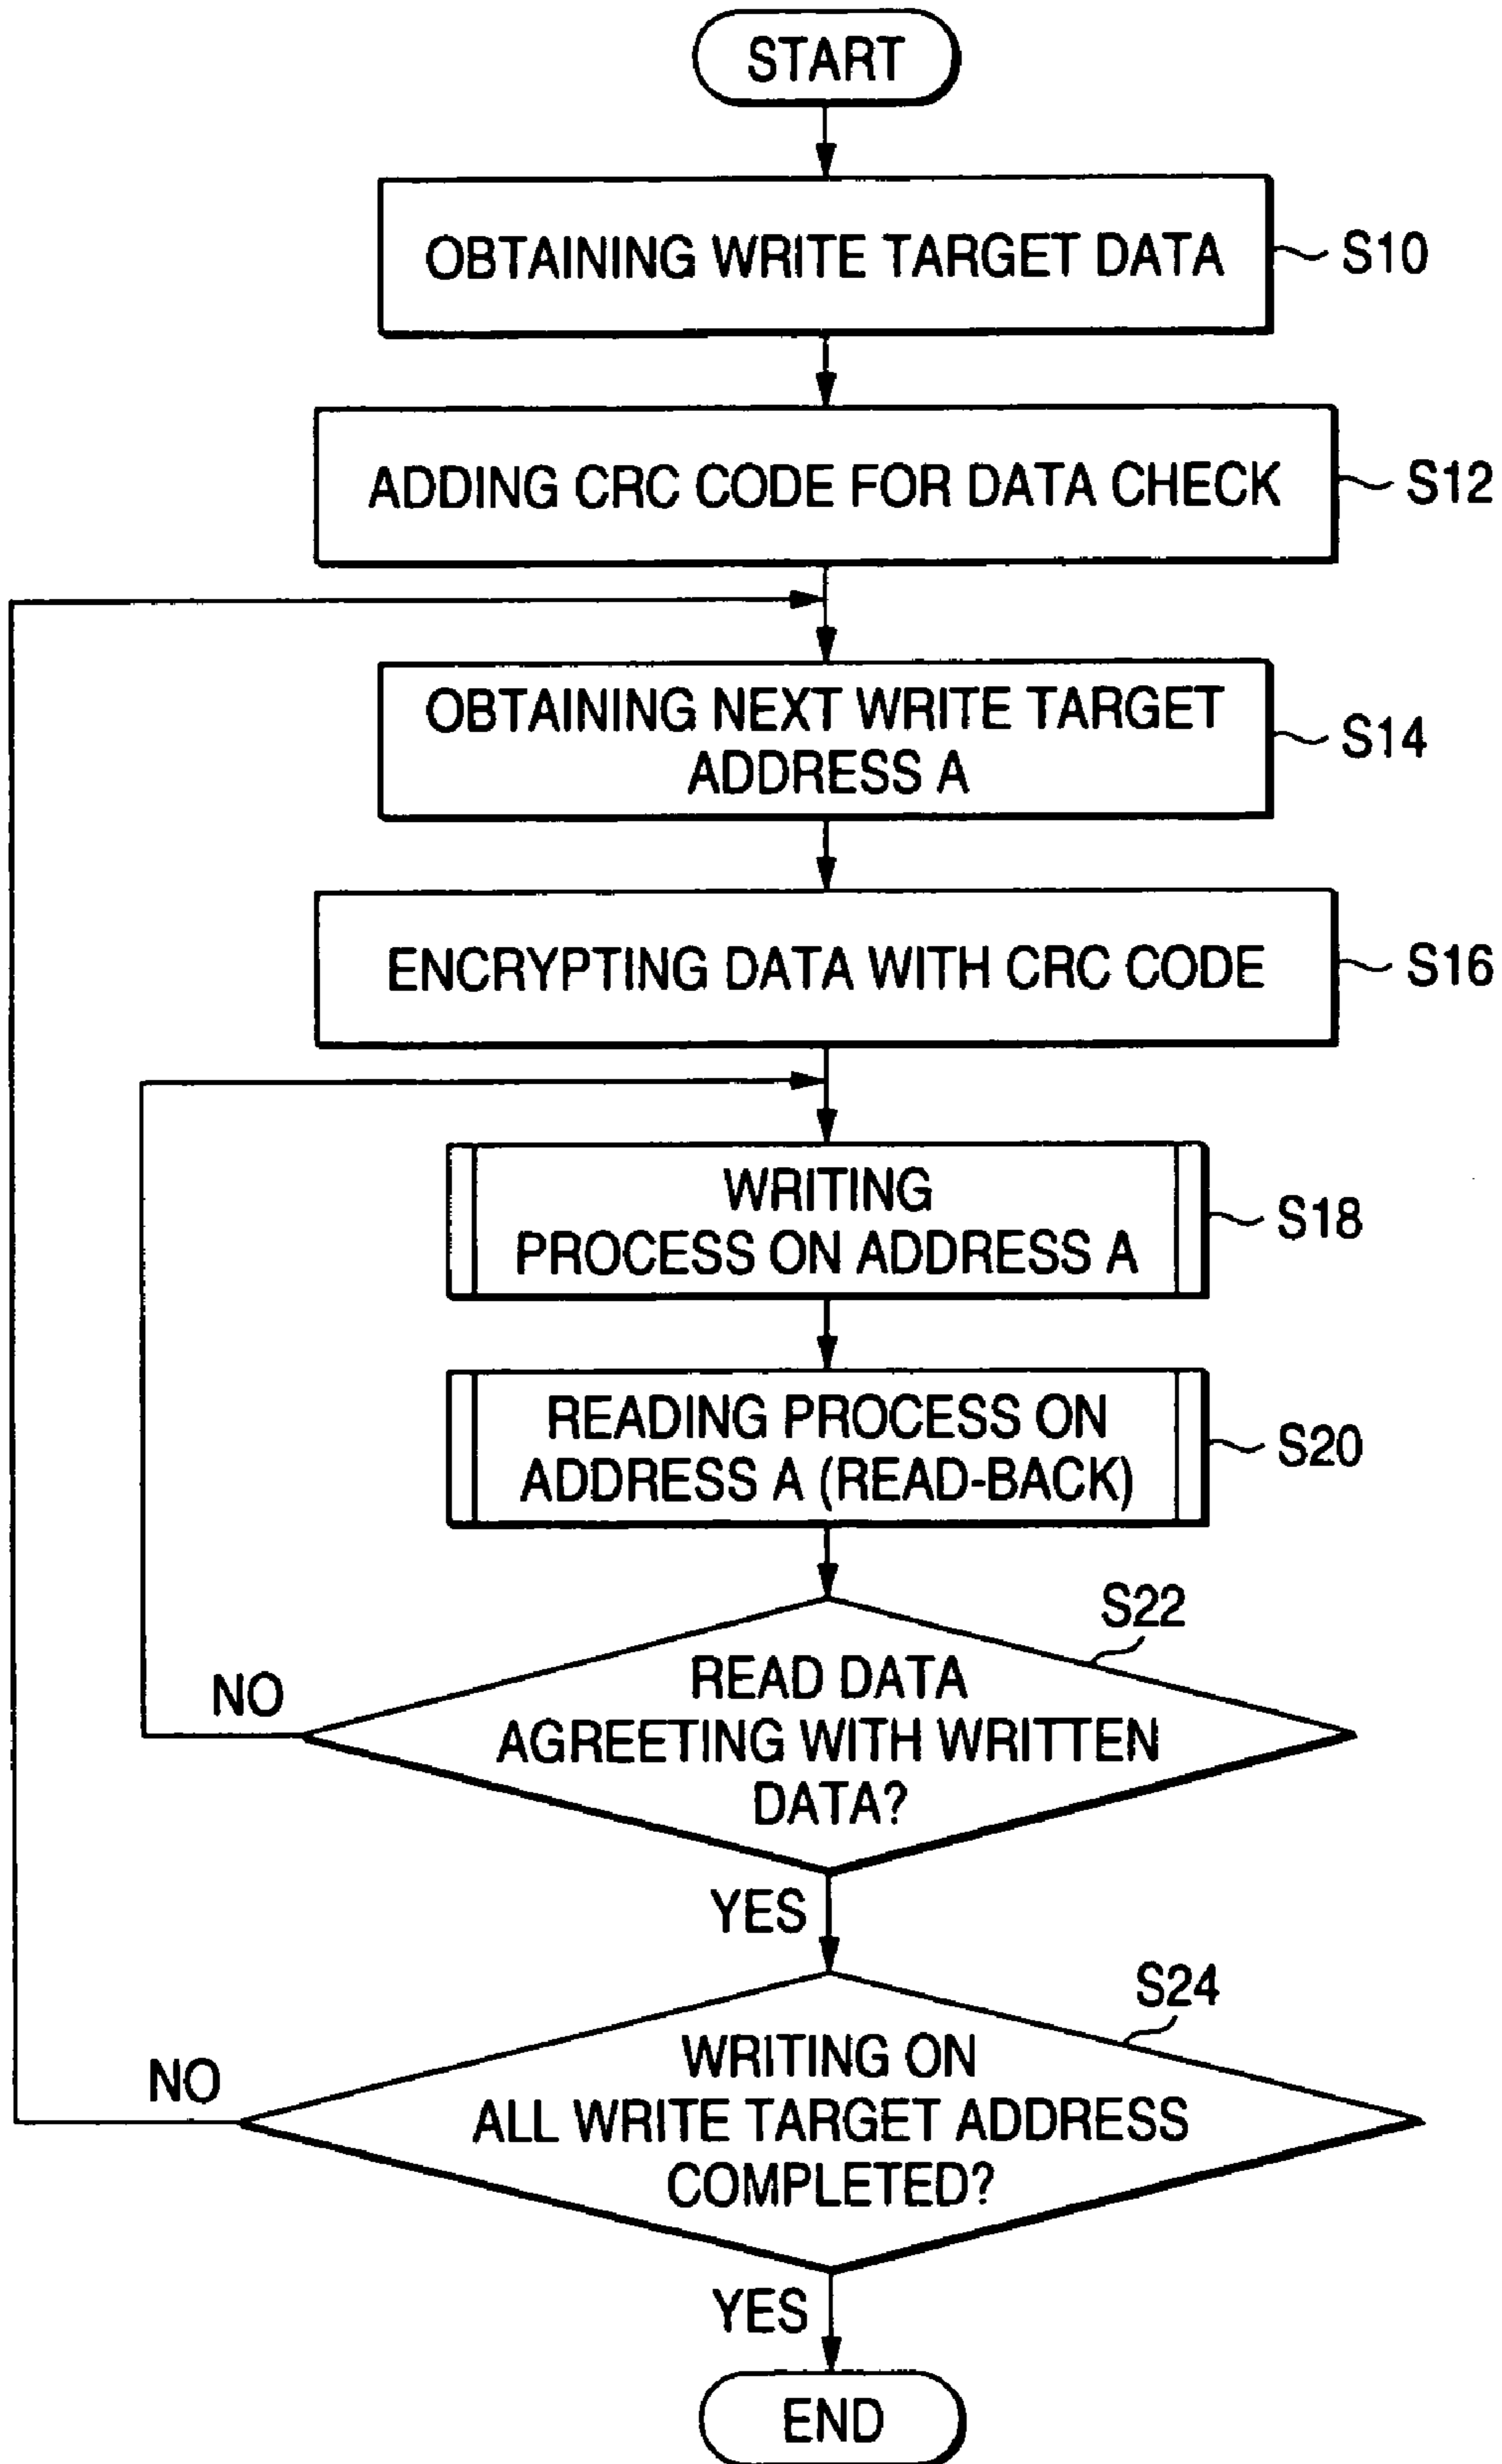 START
OBTAINING WRITE TARGET DATA
S10
ADDING CRC CODE FOR DATA CHECK
S12
OBTAINING NEXT WRITE TARGET
ADDRESS A
S14
ENCRYPTING DATA WITH CRC CODE
S16
WRITING
PROCESS ON ADDRESS A
S18
READING PROCESS ON
ADDRESS A (READ-BACK)
S20
S22
READ DATA
AGREETING WITH WRITTEN
DATA?
NO
YES
S24
WRITING ON
ALL WRITE TARGET ADDRESS
COMPLETED?
NO
YES
END